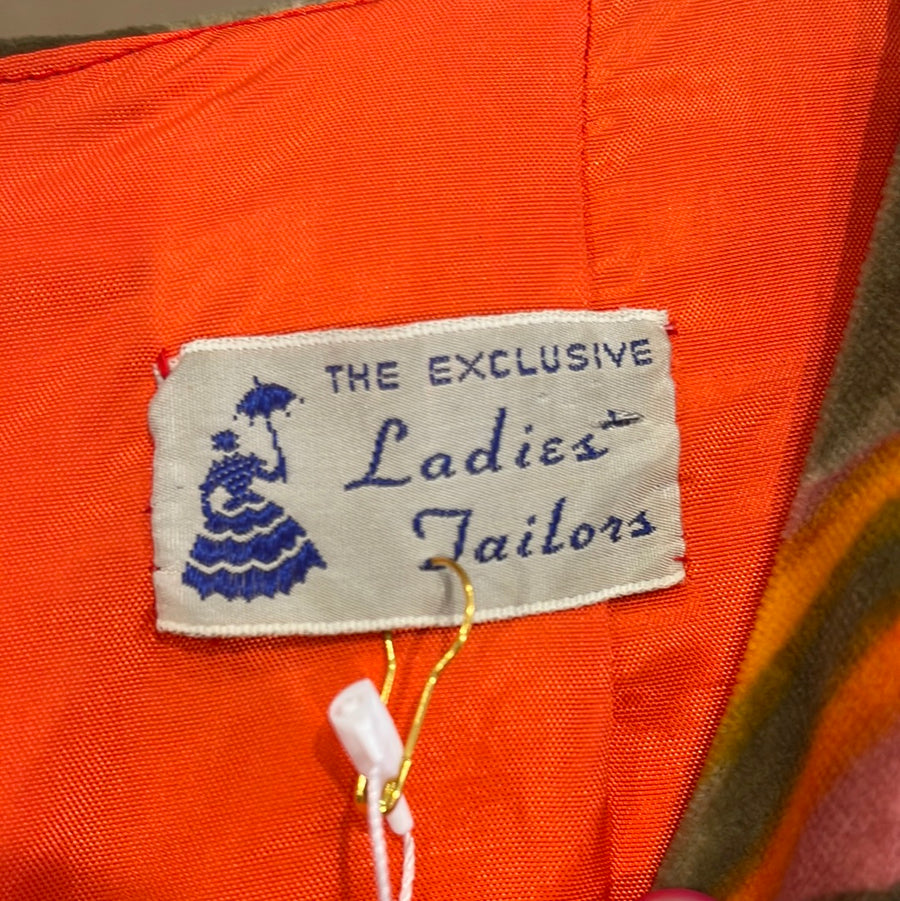 THE EXCLUSIVE
Ladies'
Tailors